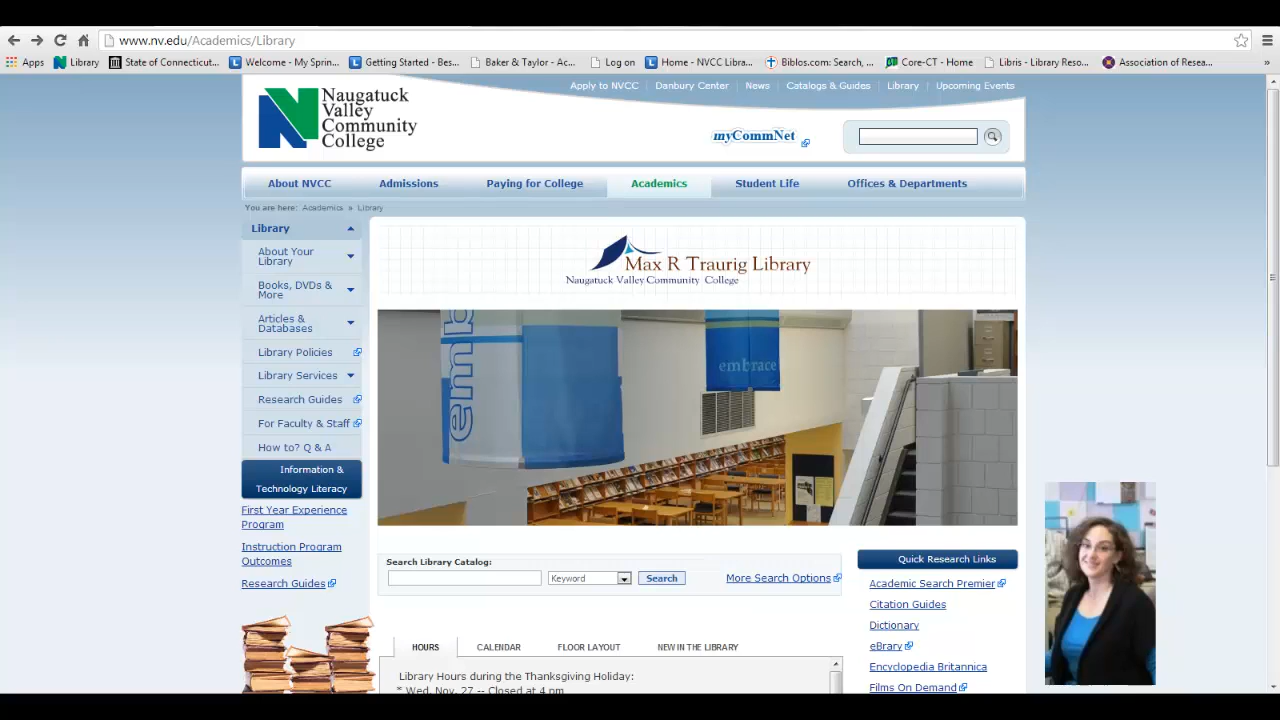 www.nv.edu/Academics/Library
Apps Library State of Connecticut... Welcome - My Sprin... Getting Started - Bes... Baker & Taylor - Ac... Log on Home - NVCC Libra... Biblos.com: Search, ... Core-CT - Home Libris - Library Reso... Association of Resea... »
Apply to NVCC Danbury Center News Catalogs & Guides Library Upcoming Events
Naugatuck
Valley
Community
College
myCommNet
About NVCC Admissions Paying for College Academics Student Life Offices & Departments
You are here: Academics » Library
Library
About Your
Library
Books, DVDs &
More
Articles &
Databases
Library Policies
Library Services
Research Guides
For Faculty & Staff
How to? Q & A
Information &
Technology Literacy
First Year Experience
Program
Instruction Program
Outcomes
Research Guides
Max R Traurig Library
Naugatuck Valley Community College
emb
embrace
Search Library Catalog:
Keyword Search More Search Options
HOURS CALENDAR FLOOR LAYOUT NEW IN THE LIBRARY
Library Hours during the Thanksgiving Holiday:
* Wed, Nov. 27 -- Closed at 4 pm
Quick Research Links
Academic Search Premier
Citation Guides
Dictionary
eBrary
Encyclopedia Britannica
Films On Demand